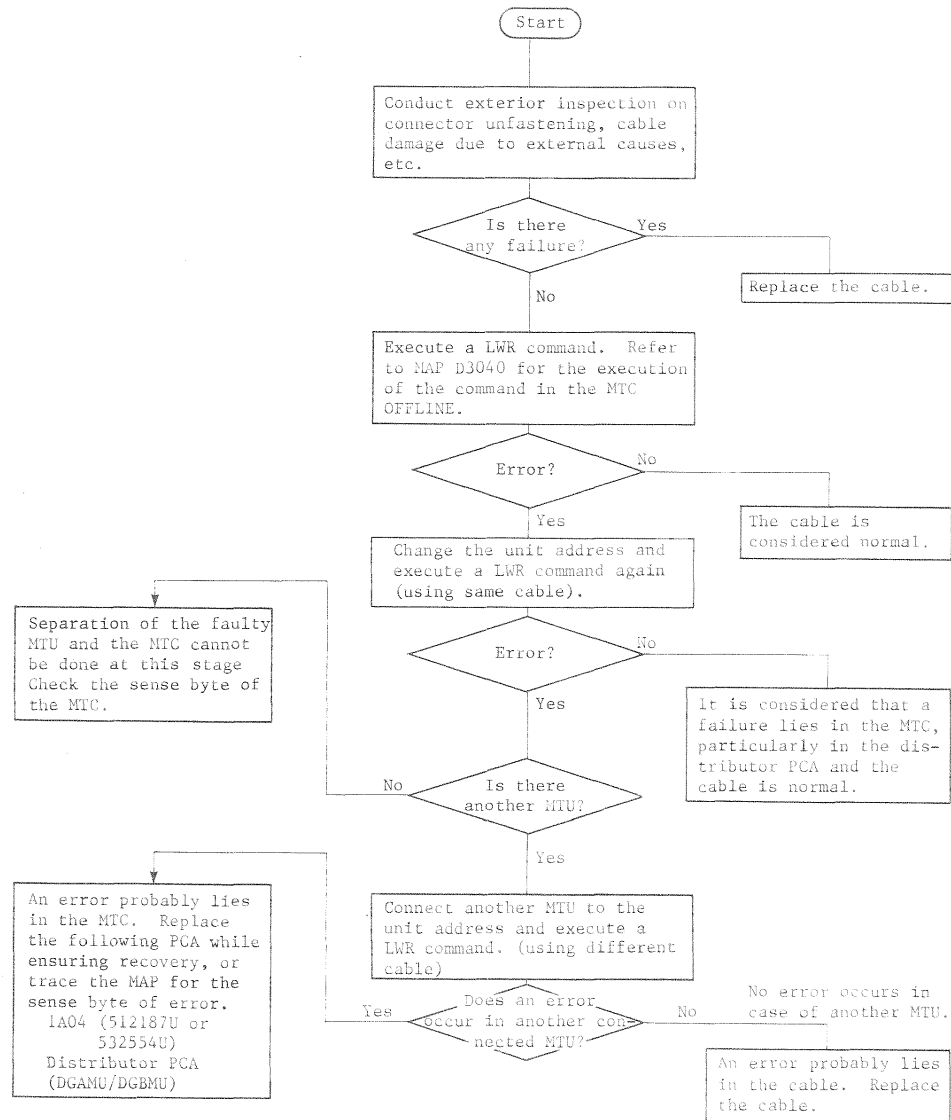 Start
Conduct exterior inspection on
connector unfastening, cable
damage due to external causes,
etc.
Is there
any failure?
Yes
Replace the cable.
No
Execute a LWR command. Refer
to MAP D3040 for the execution
of the command in the MTC
OFFLINE.
Error?
No
The cable is
considered normal.
Yes
Change the unit address and
execute a LWR command again
(using same cable).
Separation of the faulty
MTU and the MTC cannot
be done at this stage
Check the sense byte of
the MTC.
Error?
No
It is considered that a
failure lies in the MTC,
particularly in the dis-
tributor PCA and the
cable is normal.
Yes
Is there
another MTU?
No
Yes
An error probably lies
in the MTC. Replace
the following PCA while
ensuring recovery, or
trace the MAP for the
sense byte of error.
1A04 (512187U or
532554U)
Distributor PCA
(DGAMU/DGBMU)
Connect another MTU to the
unit address and execute a
LWR command. (using different
cable)
Does an error
occur in another con-
nected MTU?
Yes
No
No error occurs in
case of another MTU.
An error probably lies
in the cable. Replace
the cable.